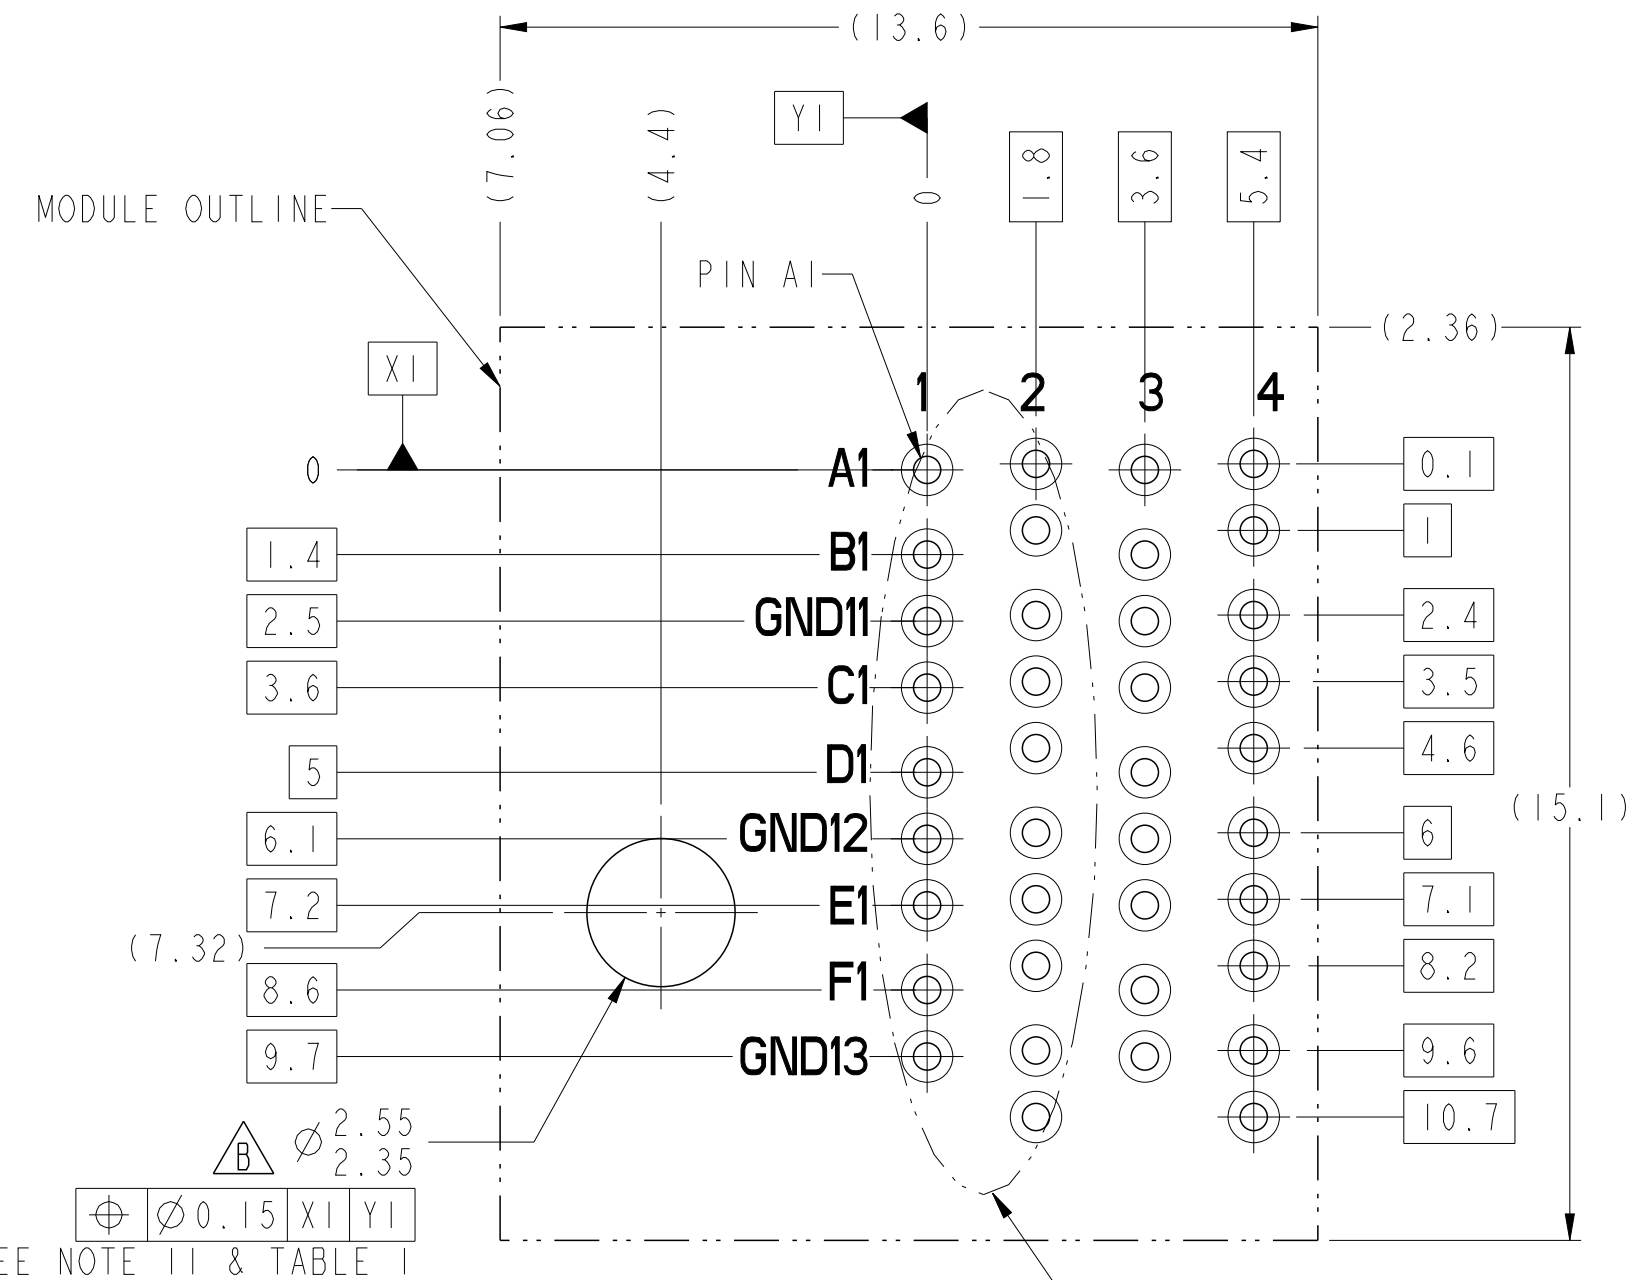 (13.6)
(7.06)
(4.4)
Y1
0
1.8
3.6
5.4
MODULE OUTLINE
PIN A1
(2.36)
X1
1 2 3 4
0
A1
0.1
1
1.4
B1
2.5
GND11
2.4
3.6
C1
3.5
5
D1
4.6
(15.1)
6.1
GND12
6
7.2
E1
7.1
(7.32)
8.6
F1
8.2
9.7
GND13
9.6
10.7
B
Ø 2.55
2.35
⌖ Ø0.15 X1 Y1
EE NOTE 11 & TABLE 1